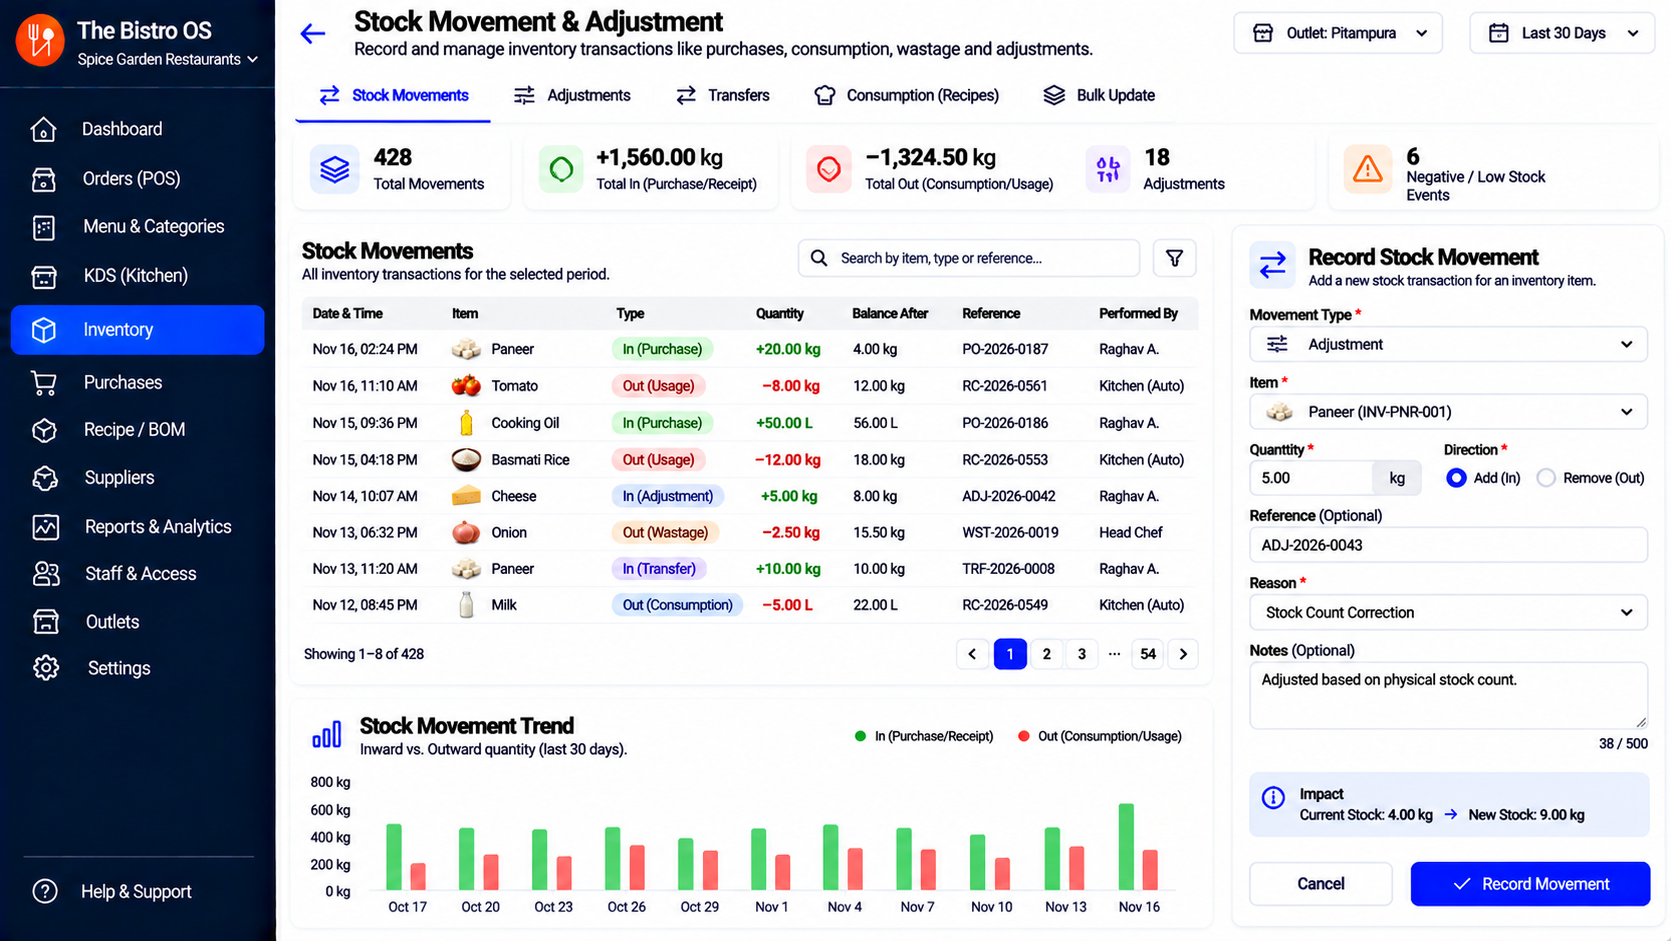 The Bistro OS
Spice Garden Restaurants
Dashboard
Orders (POS)
Menu & Categories
KDS (Kitchen)
Inventory
Purchases
Recipe / BOM
Suppliers
Reports & Analytics
Staff & Access
Outlets
Settings
Help & Support
Stock Movement & Adjustment
Record and manage inventory transactions like purchases, consumption, wastage and adjustments.
Outlet: Pitampura
Last 30 Days
Stock Movements
Adjustments
Transfers
Consumption (Recipes)
Bulk Update
428
Total Movements
+1,560.00 kg
Total In (Purchase/Receipt)
−1,324.50 kg
Total Out (Consumption/Usage)
18
Adjustments
6
Negative / Low Stock
Events
Stock Movements
All inventory transactions for the selected period.
Search by item, type or reference...
Date & Time Item Type Quantity Balance After Reference Performed By
Nov 16, 02:24 PM Paneer In (Purchase) +20.00 kg 4.00 kg PO-2026-0187 Raghav A.
Nov 16, 11:10 AM Tomato Out (Usage) −8.00 kg 12.00 kg RC-2026-0561 Kitchen (Auto)
Nov 15, 09:36 PM Cooking Oil In (Purchase) +50.00 L 56.00 L PO-2026-0186 Raghav A.
Nov 15, 04:18 PM Basmati Rice Out (Usage) −12.00 kg 18.00 kg RC-2026-0553 Kitchen (Auto)
Nov 14, 10:07 AM Cheese In (Adjustment) +5.00 kg 8.00 kg ADJ-2026-0042 Raghav A.
Nov 13, 06:32 PM Onion Out (Wastage) −2.50 kg 15.50 kg WST-2026-0019 Head Chef
Nov 13, 11:20 AM Paneer In (Transfer) +10.00 kg 10.00 kg TRF-2026-0008 Raghav A.
Nov 12, 08:45 PM Milk Out (Consumption) −5.00 L 22.00 L RC-2026-0549 Kitchen (Auto)
Showing 1–8 of 428
1 2 3 ... 54
Stock Movement Trend
Inward vs. Outward quantity (last 30 days).
In (Purchase/Receipt)
Out (Consumption/Usage)
800 kg
600 kg
400 kg
200 kg
0 kg
Oct 17 Oct 20 Oct 23 Oct 26 Oct 29 Nov 1 Nov 4 Nov 7 Nov 10 Nov 13 Nov 16
Record Stock Movement
Add a new stock transaction for an inventory item.
Movement Type *
Adjustment
Item *
Paneer (INV-PNR-001)
Quanttity * Direction *
5.00 kg Add (In) Remove (Out)
Reference (Optional)
ADJ-2026-0043
Reason *
Stock Count Correction
Notes (Optional)
Adjusted based on physical stock count.
38 / 500
Impact
Current Stock: 4.00 kg → New Stock: 9.00 kg
Cancel
Record Movement